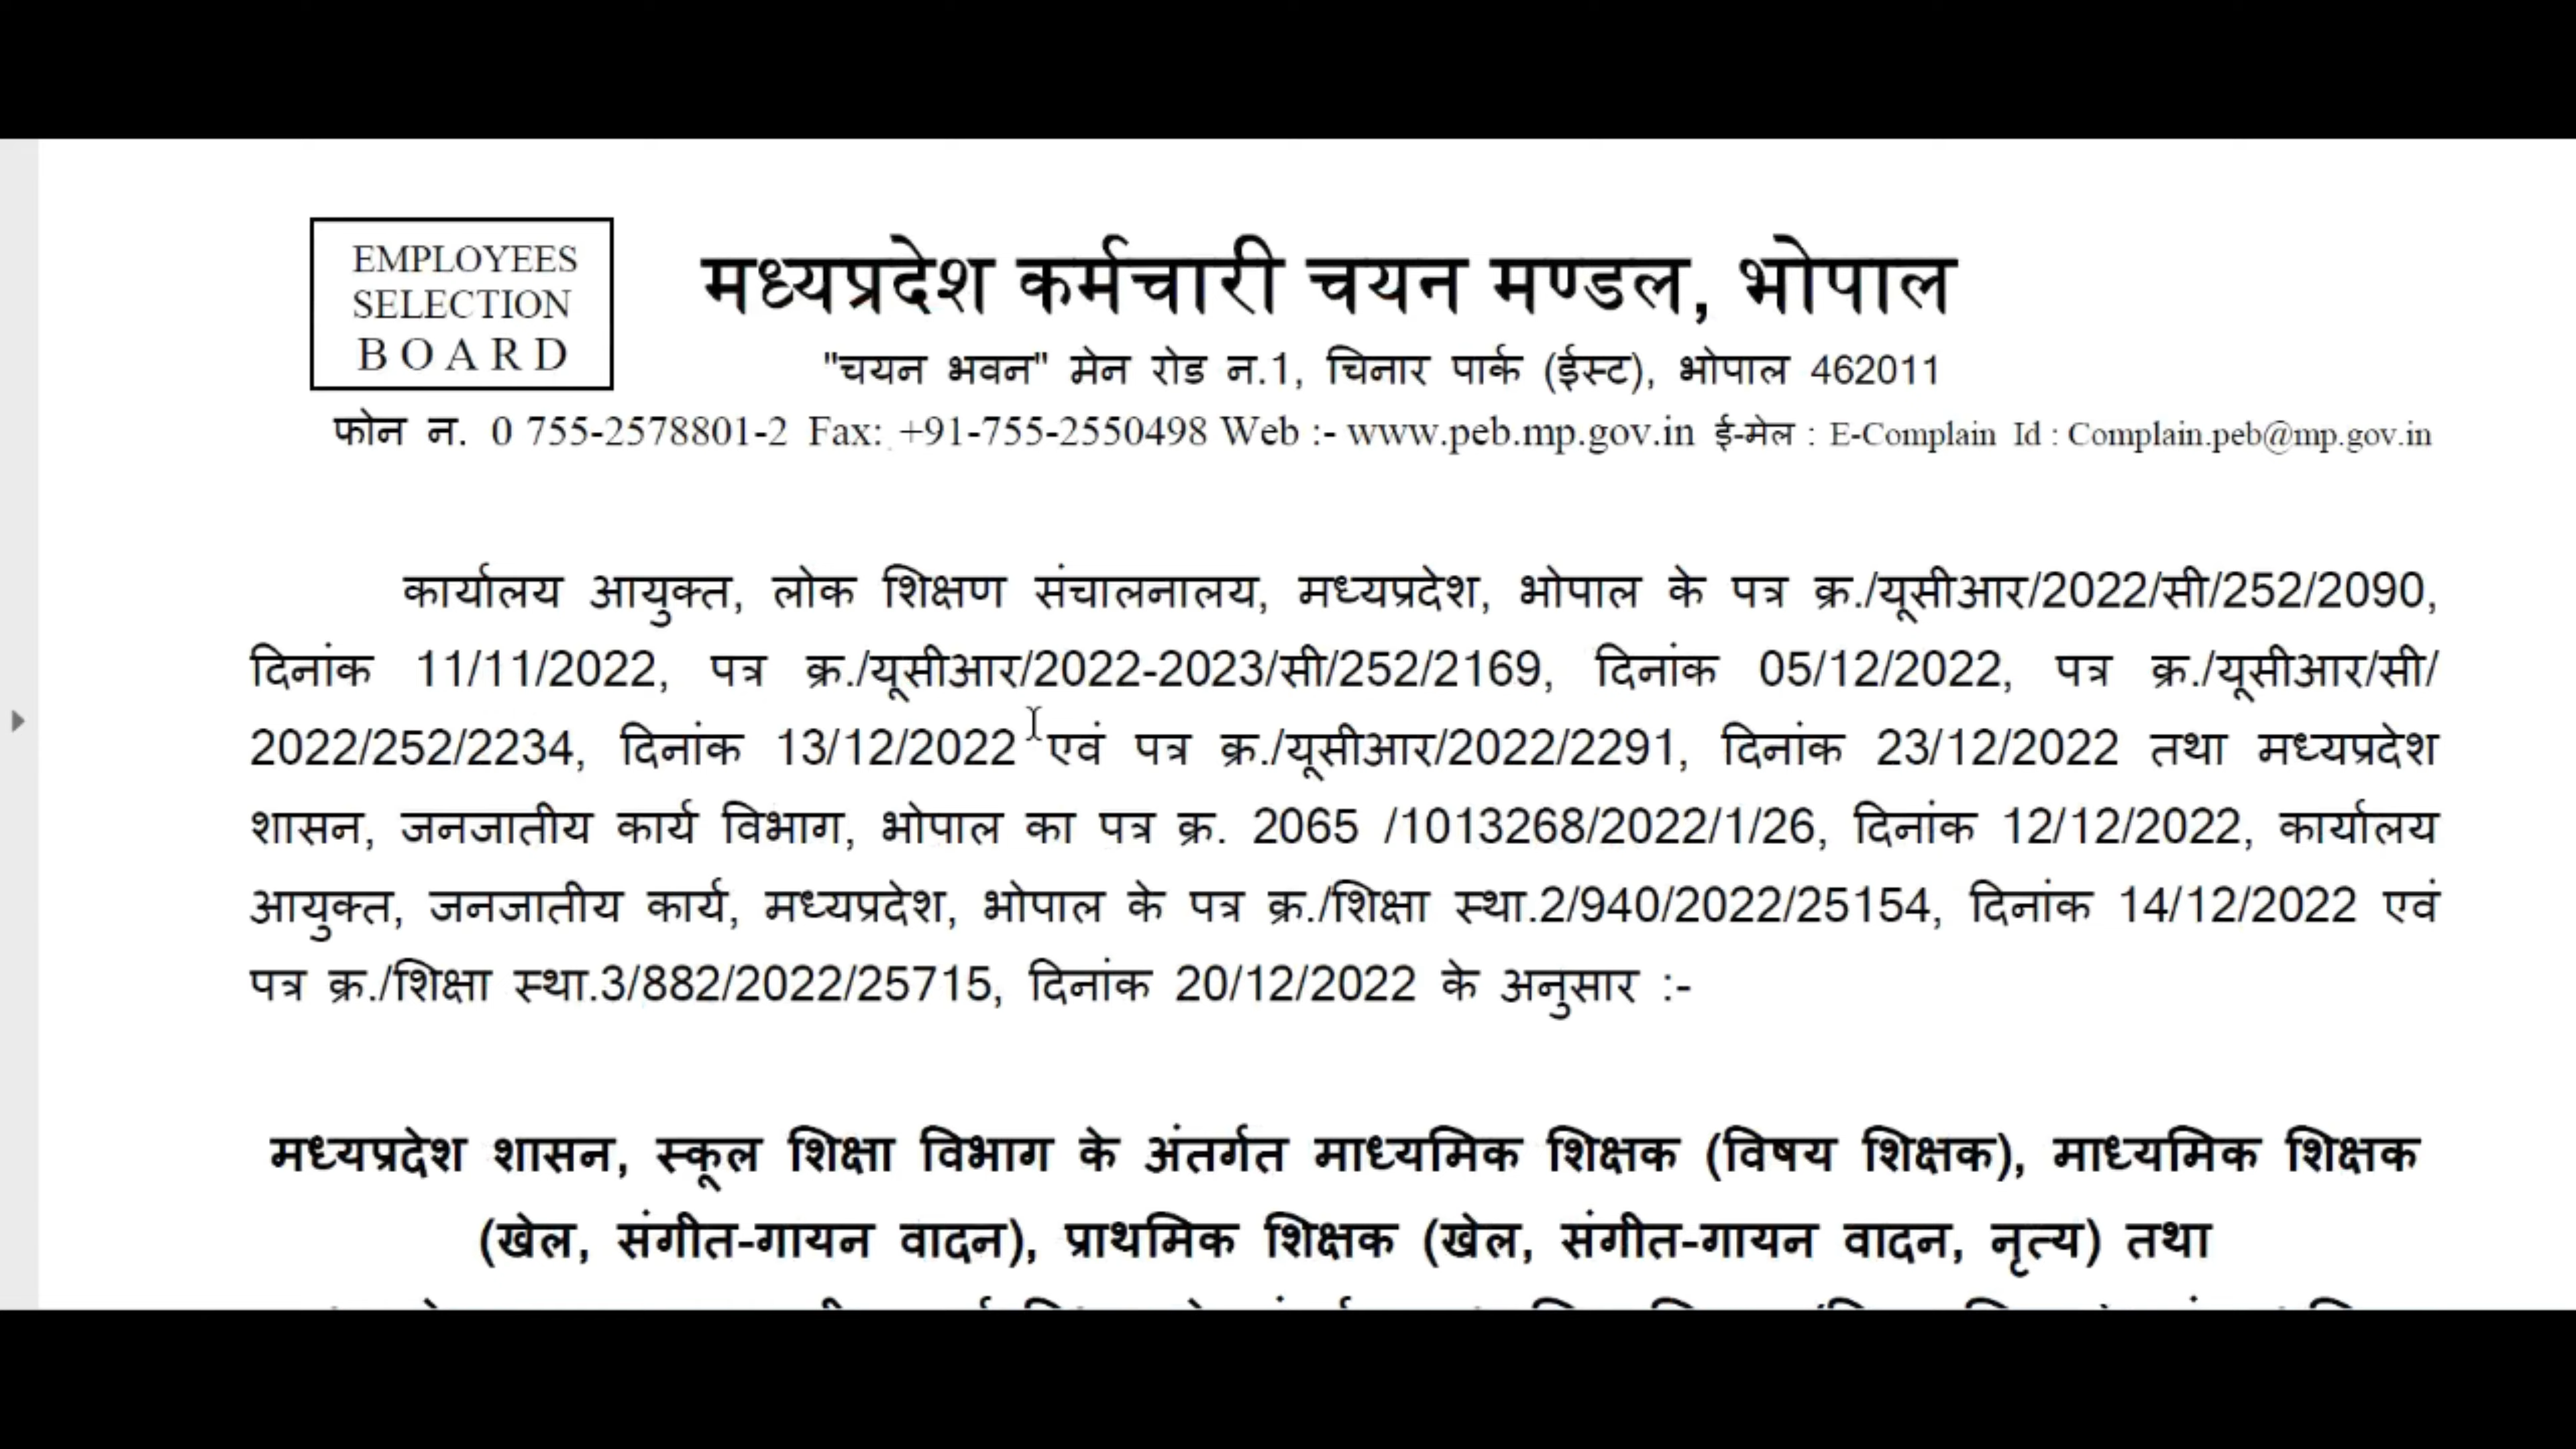 EMPLOYEES
SELECTION
BOARD
मध्यप्रदेश कर्मचारी चयन मण्डल, भोपाल
"चयन भवन" मेन रोड न.1, चिनार पार्क (ईस्ट), भोपाल 462011
फोन न. 0 755-2578801-2 Fax: +91-755-2550498 Web :- www.peb.mp.gov.in ई-मेल : E-Complain Id : Complain.peb@mp.gov.in
कार्यालय आयुक्त, लोक शिक्षण संचालनालय, मध्यप्रदेश, भोपाल के पत्र क्र./यूसीआर/2022/सी/252/2090,
दिनांक 11/11/2022, पत्र क्र./यूसीआर/2022-2023/सी/252/2169, दिनांक 05/12/2022, पत्र क्र./यूसीआर/सी/
2022/252/2234, दिनांक 13/12/2022 एवं पत्र क्र./यूसीआर/2022/2291, दिनांक 23/12/2022 तथा मध्यप्रदेश
शासन, जनजातीय कार्य विभाग, भोपाल का पत्र क्र. 2065 /1013268/2022/1/26, दिनांक 12/12/2022, कार्यालय
आयुक्त, जनजातीय कार्य, मध्यप्रदेश, भोपाल के पत्र क्र./शिक्षा स्था.2/940/2022/25154, दिनांक 14/12/2022 एवं
पत्र क्र./शिक्षा स्था.3/882/2022/25715, दिनांक 20/12/2022 के अनुसार :-
मध्यप्रदेश शासन, स्कूल शिक्षा विभाग के अंतर्गत माध्यमिक शिक्षक (विषय शिक्षक), माध्यमिक शिक्षक
(खेल, संगीत-गायन वादन), प्राथमिक शिक्षक (खेल, संगीत-गायन वादन, नृत्य) तथा